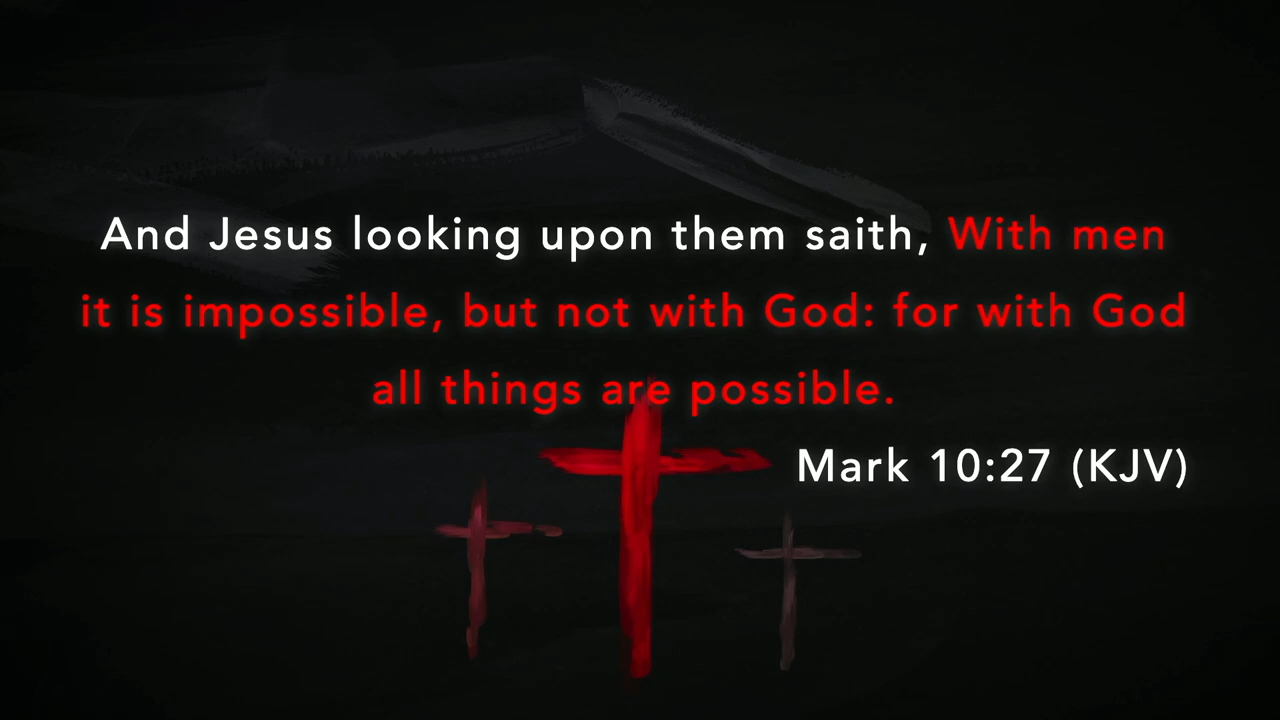 And Jesus looking upon them saith, With men
it is impossible, but not with God: for with God
all things are possible.
Mark 10:27 (KJV)